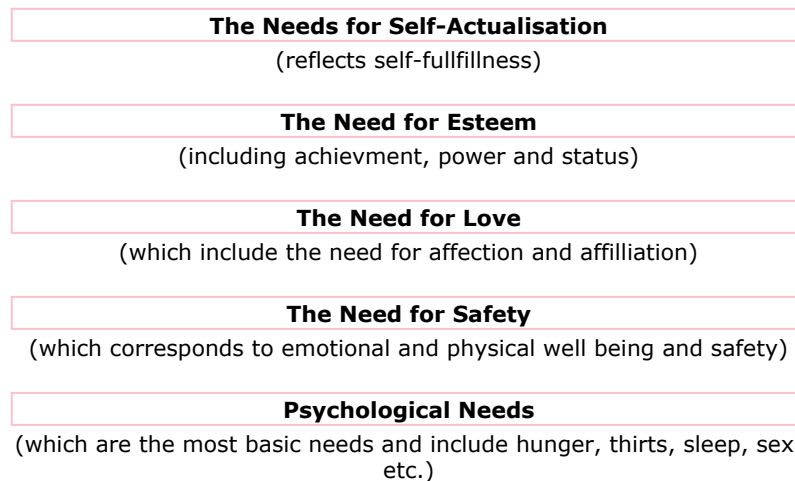 The Needs for Self-Actualisation
(reflects self-fullfillness)
The Need for Esteem
(including achievment, power and status)
The Need for Love
(which include the need for affection and affilliation)
The Need for Safety
(which corresponds to emotional and physical well being and safety)
Psychological Needs
(which are the most basic needs and include hunger, thirts, sleep, sex
etc.)